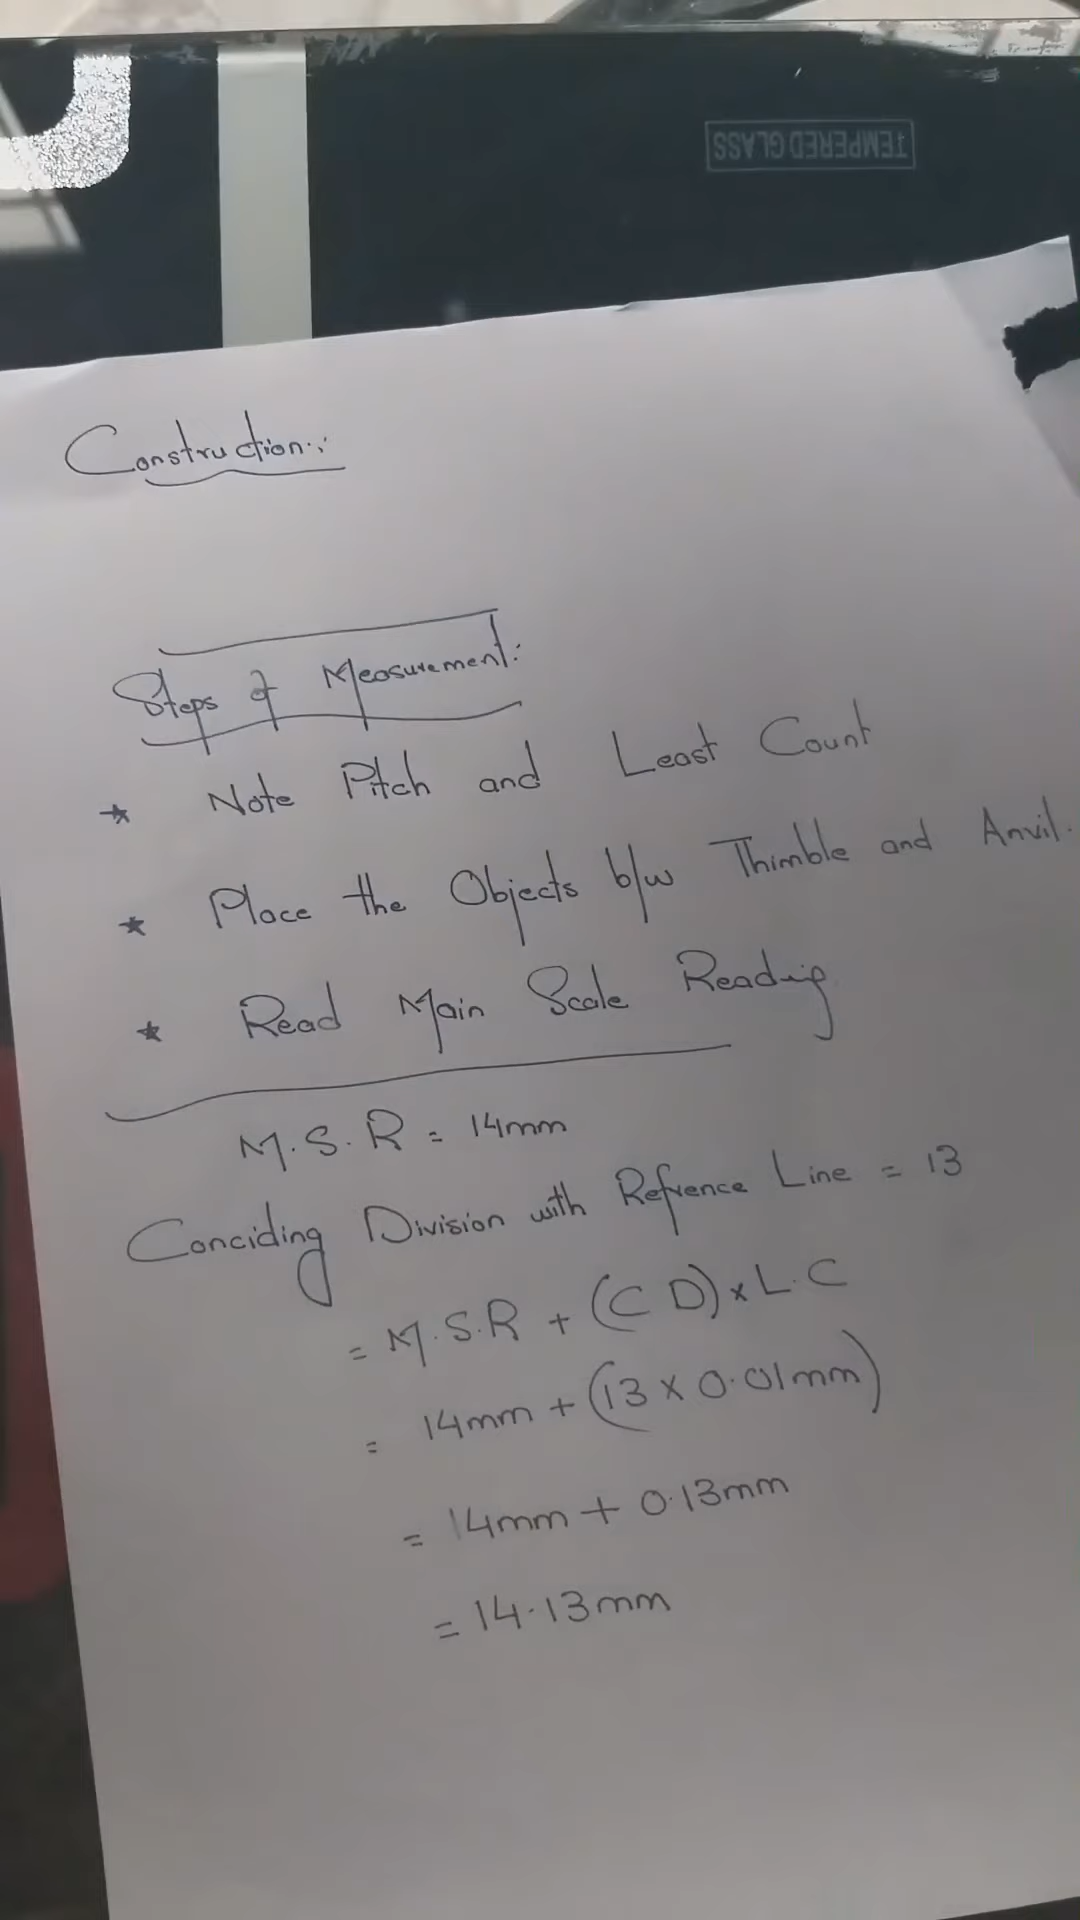 TEMPERED GLASS
Construction:
Steps of Measurement:
* Note Pitch and Least Count
* Place the Objects b/w Thimble and Anvil.
* Read Main Scale Reading
M.S.R = 14mm
Conciding Division with Refrence Line = 13
= M.S.R + (C D) x L.C
= 14mm + (13 x 0.01mm)
= 14mm + 0.13mm
= 14.13mm